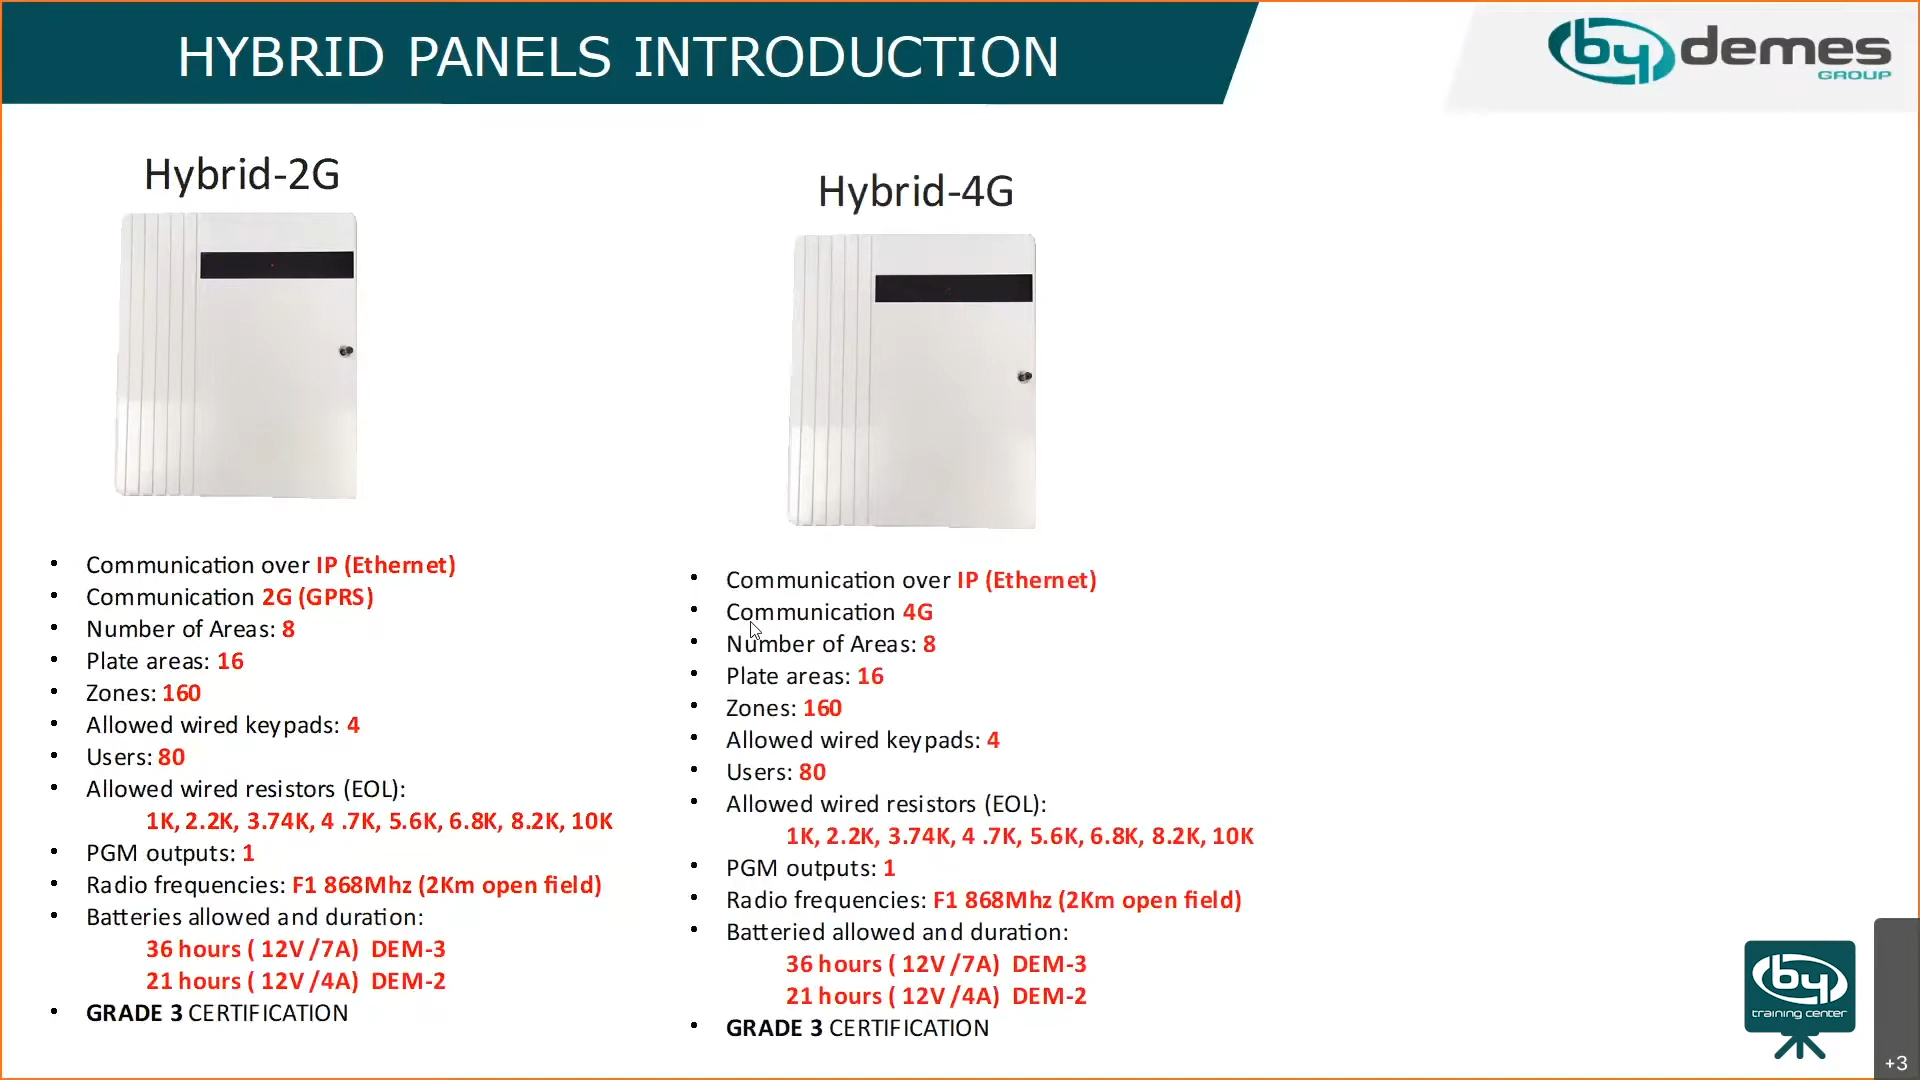 HYBRID PANELS INTRODUCTION
by demes
GROUP
Hybrid-2G
• Communication over IP (Ethernet)
• Communication 2G (GPRS)
• Number of Areas: 8
• Plate areas: 16
• Zones: 160
• Allowed wired keypads: 4
• Users: 80
• Allowed wired resistors (EOL):
1K, 2.2K, 3.74K, 4 .7K, 5.6K, 6.8K, 8.2K, 10K
• PGM outputs: 1
• Radio frequencies: F1 868Mhz (2Km open field)
• Batteries allowed and duration:
36 hours ( 12V /7A) DEM-3
21 hours ( 12V /4A) DEM-2
• GRADE 3 CERTIFICATION
Hybrid-4G
• Communication over IP (Ethernet)
• Communication 4G
• Number of Areas: 8
• Plate areas: 16
• Zones: 160
• Allowed wired keypads: 4
• Users: 80
• Allowed wired resistors (EOL):
1K, 2.2K, 3.74K, 4 .7K, 5.6K, 6.8K, 8.2K, 10K
• PGM outputs: 1
• Radio frequencies: F1 868Mhz (2Km open field)
• Batteried allowed and duration:
36 hours ( 12V /7A) DEM-3
21 hours ( 12V /4A) DEM-2
• GRADE 3 CERTIFICATION
by
training center
+3